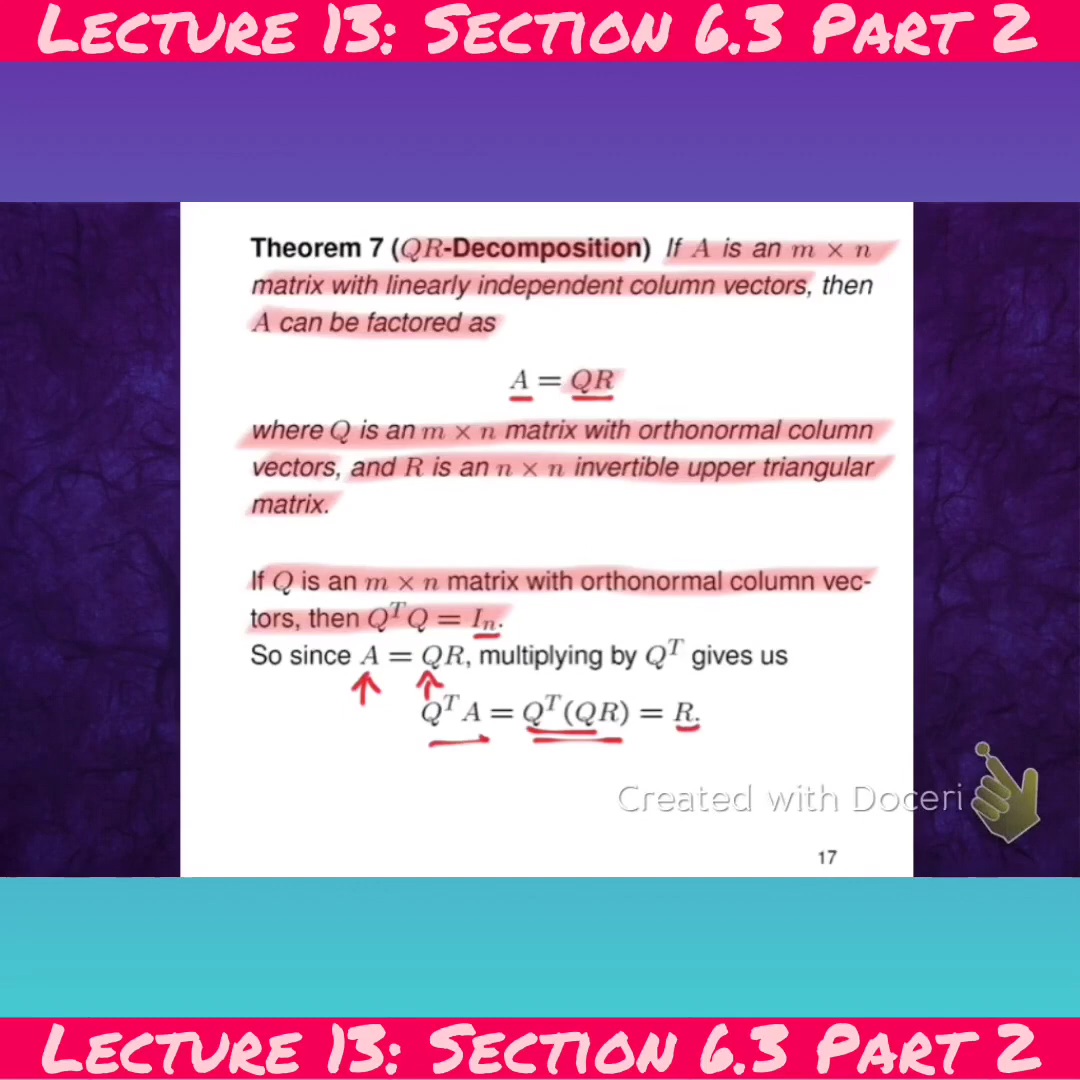 Lecture 13: Section 6.3 Part 2
Theorem 7 (QR-Decomposition) If A is an m × n
matrix with linearly independent column vectors, then
A can be factored as
A = QR
where Q is an m × n matrix with orthonormal column
vectors, and R is an n × n invertible upper triangular
matrix.
If Q is an m × n matrix with orthonormal column vec-
tors, then Q^T Q = I_n.
So since A = QR, multiplying by Q^T gives us
Q^T A = Q^T (QR) = R.
Created with Doceri
17
Lecture 13: Section 6.3 Part 2